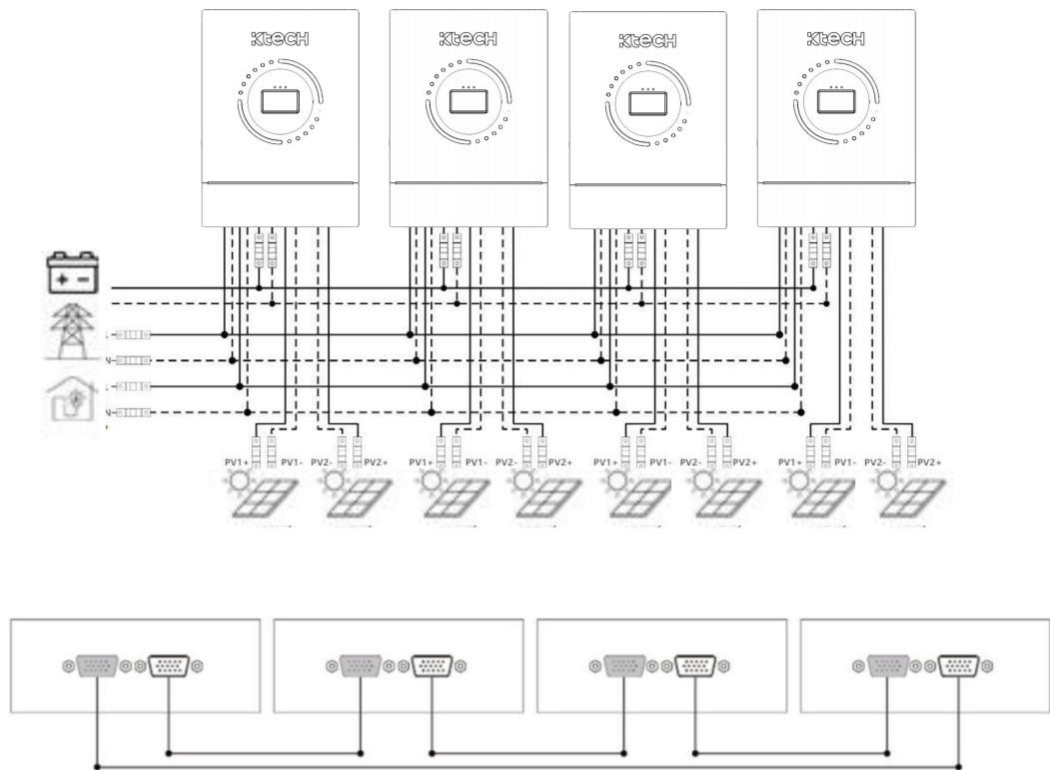 Ktech Ktech Ktech Ktech
+ -
L
N
L
N
PV1+ PV1- PV2- PV2+ PV1+ PV1- PV2- PV2+ PV1+ PV1- PV2- PV2+ PV1+ PV1- PV2- PV2+